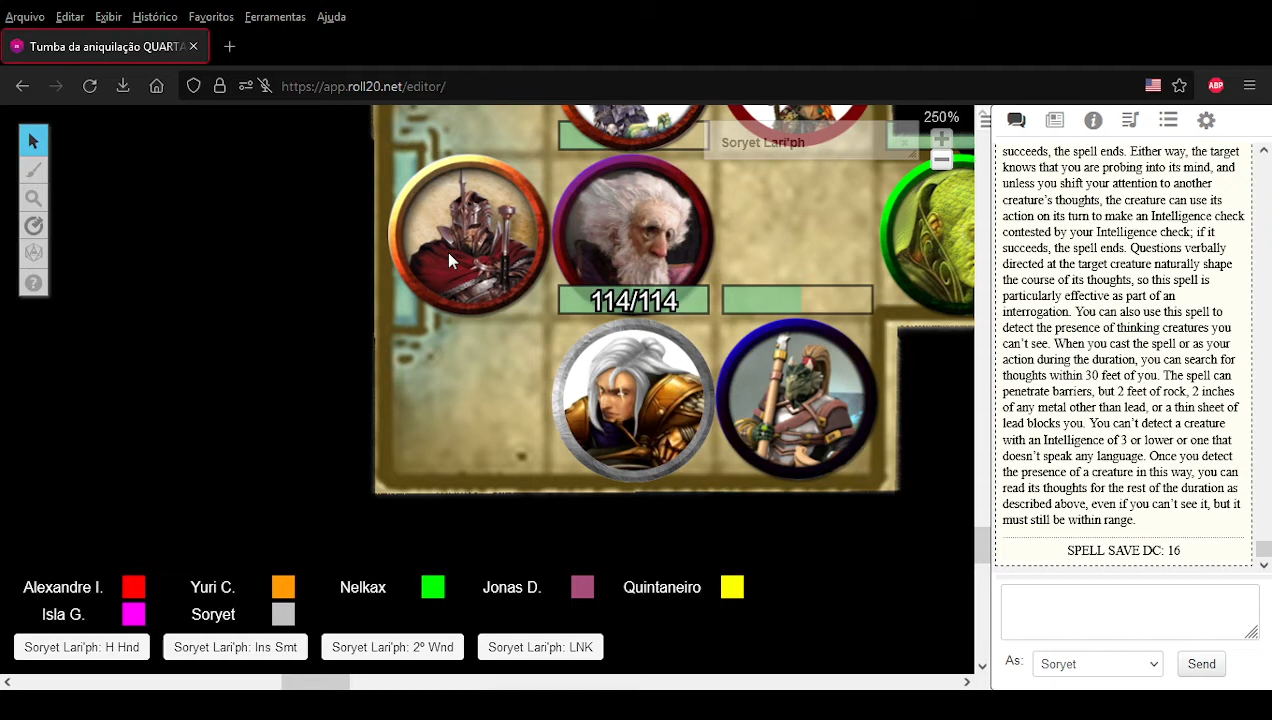 Arquivo Editar Exibir Histórico Favoritos Ferramentas Ajuda
Tumba da aniquilação QUARTA
https://app.roll20.net/editor/
ABP
250%
Soryet Lari'ph
114/114
succeeds, the spell ends. Either way, the target
knows that you are probing into its mind, and
unless you shift your attention to another
creature's thoughts, the creature can use its
action on its turn to make an Intelligence check
contested by your Intelligence check; if it
succeeds, the spell ends. Questions verbally
directed at the target creature naturally shape
the course of its thoughts, so this spell is
particularly effective as part of an
interrogation. You can also use this spell to
detect the presence of thinking creatures you
can't see. When you cast the spell or as your
action during the duration, you can search for
thoughts within 30 feet of you. The spell can
penetrate barriers, but 2 feet of rock, 2 inches
of any metal other than lead, or a thin sheet of
lead blocks you. You can't detect a creature
with an Intelligence of 3 or lower or one that
doesn't speak any language. Once you detect
the presence of a creature in this way, you can
read its thoughts for the rest of the duration as
described above, even if you can't see it, but it
must still be within range.
SPELL SAVE DC: 16
Alexandre I. Yuri C. Nelkax Jonas D. Quintaneiro
Isla G. Soryet
Soryet Lari'ph: H Hnd Soryet Lari'ph: Ins Smt Soryet Lari'ph: 2º Wnd Soryet Lari'ph: LNK
As: Soryet Send